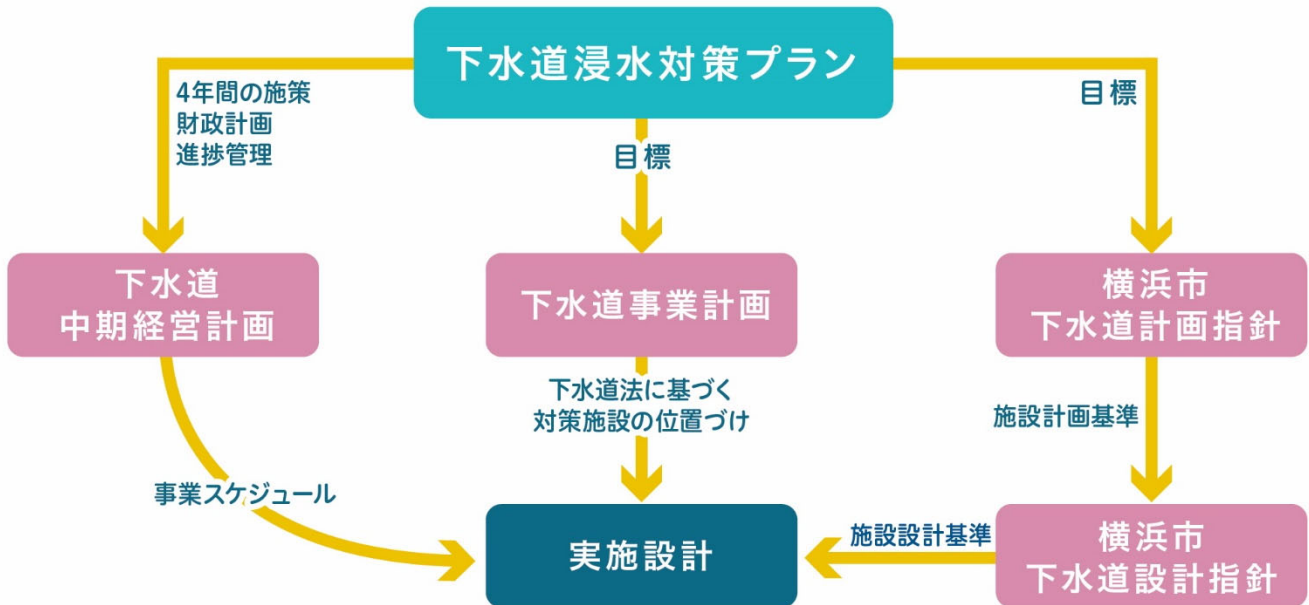 下水道浸水対策プラン
4年間の施策
財政計画
進捗管理
目標
目標
下水道
中期経営計画
下水道事業計画
横浜市
下水道計画指針
下水道法に基づく
対策施設の位置づけ
施設計画基準
事業スケジュール
実施設計
施設設計基準
横浜市
下水道設計指針